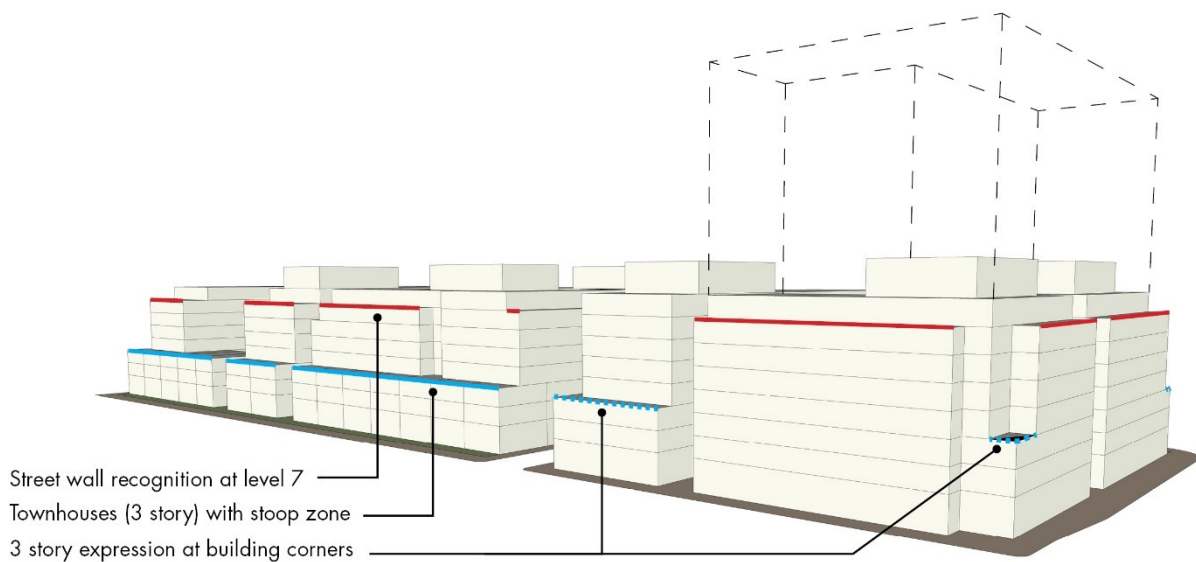 Street wall recognition at level 7
Townhouses (3 story) with stoop zone
3 story expression at building corners